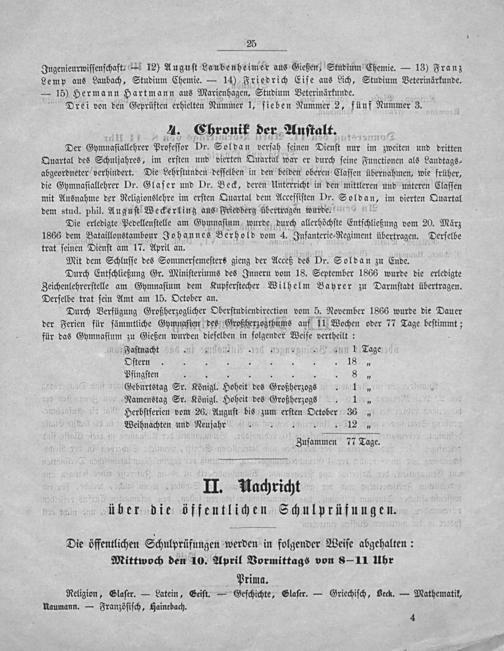 25
Ingenieurwissenschaft. — 12) August Laubenheimer aus Gießen, Studium Chemie. — 13) Franz
Lemp aus Laubach, Studium Chemie. — 14) Friedrich Eise aus Lich, Studium Veterinärkunde.
— 15) Hermann Hartmann aus Marienhagen, Studium Veterinärkunde.
Drei von den Geprüften erhielten Nummer 1, sieben Nummer 2, fünf Nummer 3.
4. Chronik der Anstalt.
Der Gymnasiallehrer Professor Dr. Soldan versah seinen Dienst nur im zweiten und dritten
Quartal des Schuljahres, im ersten und vierten Quartal war er durch seine Functionen als Landtags-
abgeordneter verhindert. Die Lehrstunden desselben in den beiden oberen Classen übernahmen, wie früher,
die Gymnasiallehrer Dr. Glaser und Dr. Beck, deren Unterricht in den mittleren und unteren Classen
mit Ausnahme der Religionslehre im ersten Quartal dem Accessisten Dr. Soldan, im vierten Quartal
dem stud. phil. August Weckerling aus Friedberg übertragen wurde.
Die erledigte Pedellenstelle am Gymnasium wurde durch allerhöchste Entschließung vom 20. März
1866 dem Bataillonstambour Johannes Berhold vom 4. Infanterie-Regiment übertragen. Derselbe
trat seinen Dienst am 17. April an.
Mit dem Schlusse des Sommersemesters gieng der Acceß des Dr. Soldan zu Ende.
Durch Entschließung Gr. Ministeriums des Innern vom 18. September 1866 wurde die erledigte
Zeichenlehrerstelle am Gymnasium dem Kupferstecher Wilhelm Bayrer zu Darmstadt übertragen.
Derselbe trat sein Amt am 15. October an.
Durch Verfügung Großherzoglicher Oberstudiendirection vom 5. November 1866 wurde die Dauer
der Ferien für sämmtliche Gymnasien des Großherzogthums auf 11 Wochen oder 77 Tage bestimmt;
für das Gymnasium zu Gießen wurden dieselben in folgender Weise vertheilt:
Fastnacht . . . . . . . . 1 Tage
Ostern . . . . . . . . 18 „
Pfingsten . . . . . . . . 8 „
Geburtstag Sr. Königl. Hoheit des Großherzogs . . 1 „
Namenstag Sr. Königl. Hoheit des Großherzogs . . 1 „
Herbstferien vom 26. August bis zum ersten October 36 „
Weihnachten und Neujahr . . . . . 12 „
Zusammen 77 Tage.
II. Nachricht
über die öffentlichen Schulprüfungen.
Die öffentlichen Schulprüfungen werden in folgender Weise abgehalten:
Mittwoch den 10. April Vormittags von 8—11 Uhr
Prima.
Religion, Glaser. — Latein, Geist. — Geschichte, Glaser. — Griechisch, Beck. — Mathematik,
Naumann. — Französisch, Hainebach.
4